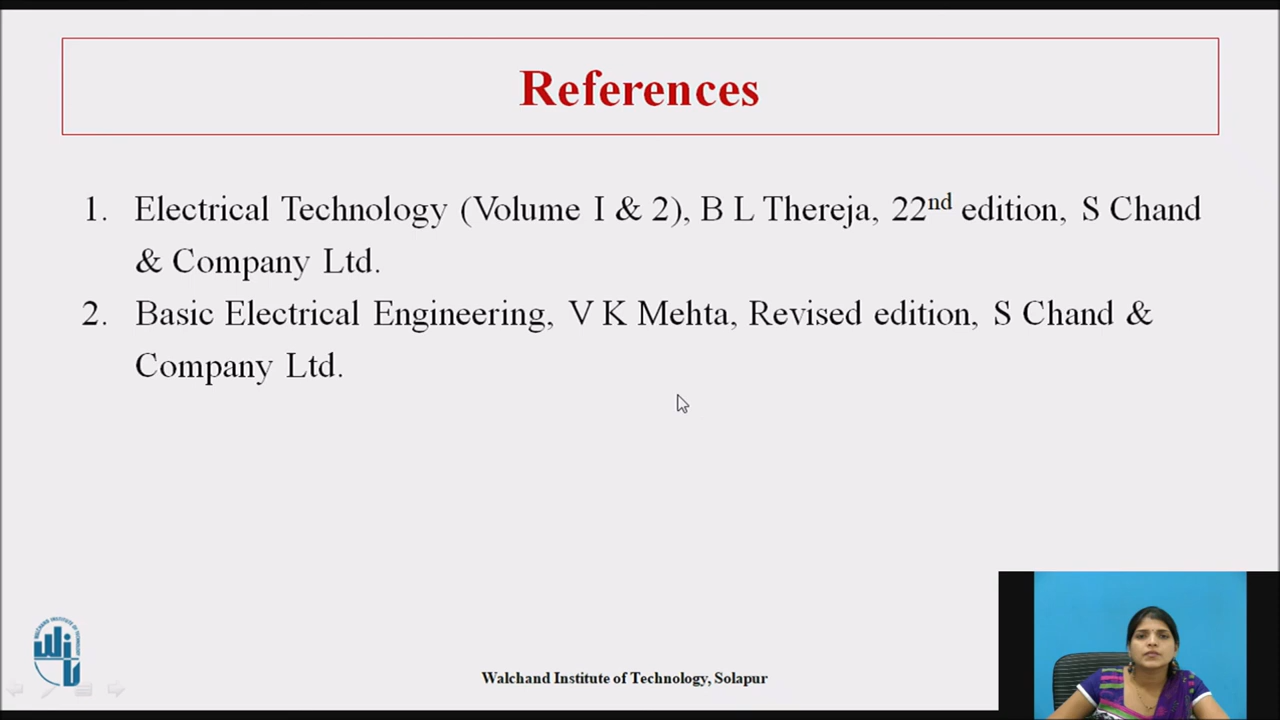 References
1. Electrical Technology (Volume I & 2), B L Thereja, 22nd edition, S Chand
& Company Ltd.
2. Basic Electrical Engineering, V K Mehta, Revised edition, S Chand &
Company Ltd.
Walchand Institute of Technology, Solapur